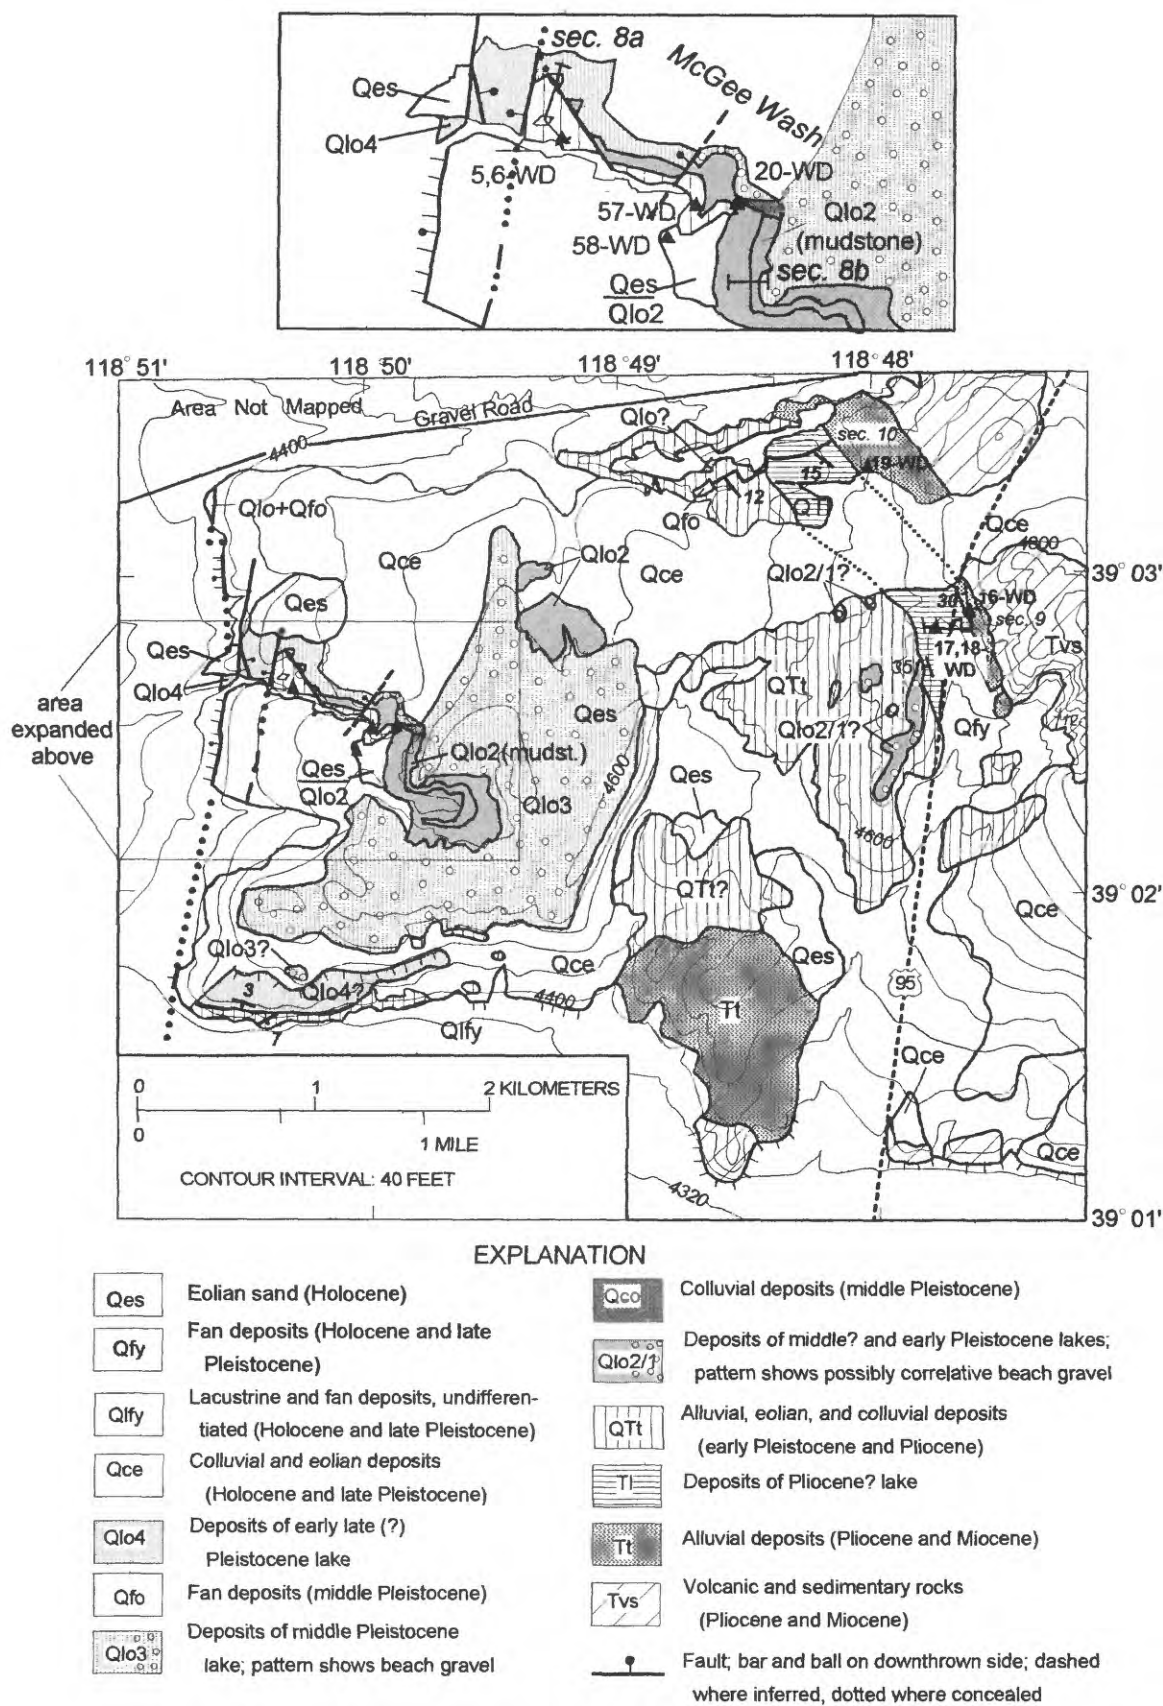 sec. 8a
McGee Wash
Qes
Qlo4
5,6-WD
20-WD
57-WD
58-WD
Qlo2
(mudstone)
sec. 8b
Qes
Qlo2
118° 51'
118° 50'
118° 49'
118° 48'
Area Not Mapped
Gravel Road
4400
Qlo?
sec. 10
19-WD
15
12
Qlo+Qfo
Qfo
Qce
4800
Qce
Qlo2
Qce
Qlo2/1?
39° 03'
Qes
30
16-WD
sec. 9
17,18-
WD
Tvs
Qes
Qlo4
35
QTt
area
expanded
above
Qes
Qlo2/1?
Qfy
Qlo2(mudst.)
Qes
Qlo2
Qlo3
4600
Qes
4600
QTt?
39° 02'
Qce
Qlo3?
Qce
Qes
3
Qlo4?
4400
Tt
95
7
Qlfy
Qce
0 1 2 KILOMETERS
0 1 MILE
Qce
CONTOUR INTERVAL: 40 FEET
4320
39° 01'
EXPLANATION
Qes Eolian sand (Holocene)
Qfy Fan deposits (Holocene and late
Pleistocene)
Qlfy Lacustrine and fan deposits, undifferen-
tiated (Holocene and late Pleistocene)
Qce Colluvial and eolian deposits
(Holocene and late Pleistocene)
Qlo4 Deposits of early late (?)
Pleistocene lake
Qfo Fan deposits (middle Pleistocene)
Qlo3 Deposits of middle Pleistocene
lake; pattern shows beach gravel
Qco Colluvial deposits (middle Pleistocene)
Qlo2/1 Deposits of middle? and early Pleistocene lakes;
pattern shows possibly correlative beach gravel
QTt Alluvial, eolian, and colluvial deposits
(early Pleistocene and Pliocene)
Tl Deposits of Pliocene? lake
Tt Alluvial deposits (Pliocene and Miocene)
Tvs Volcanic and sedimentary rocks
(Pliocene and Miocene)
Fault; bar and ball on downthrown side; dashed
where inferred, dotted where concealed